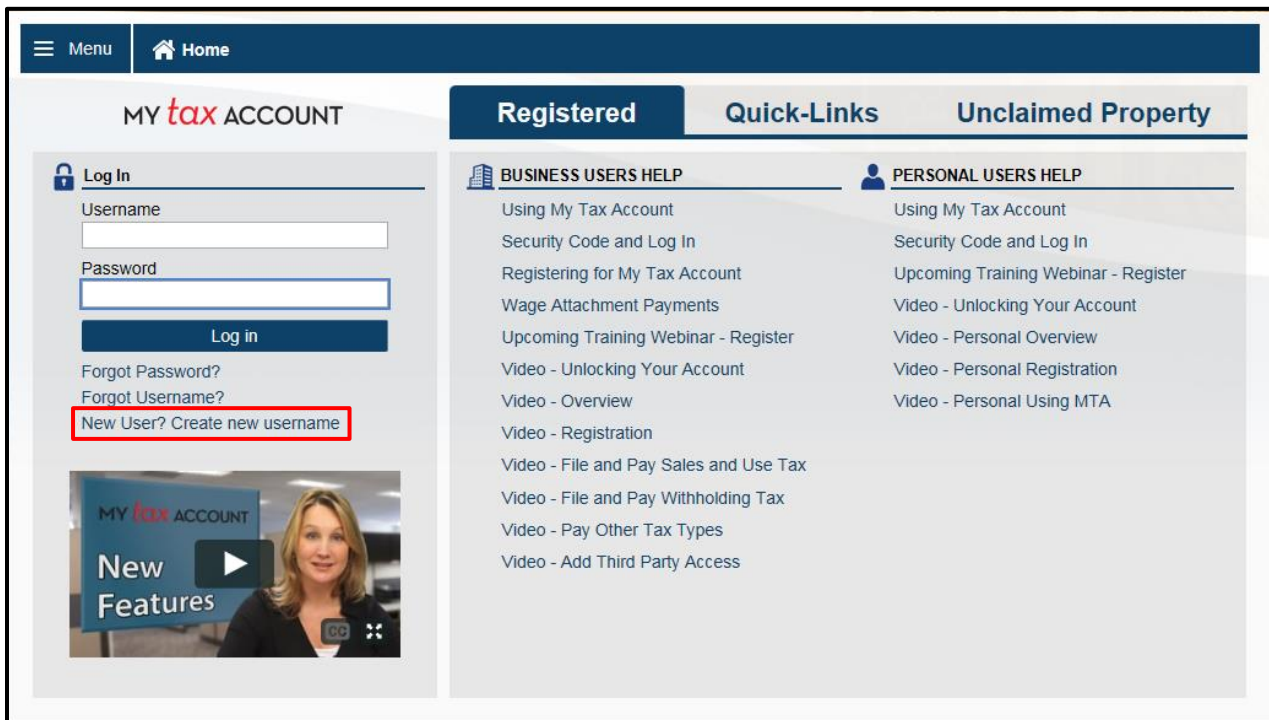 Menu
Home
MY tax ACCOUNT
Registered
Quick-Links
Unclaimed Property
Log In
Username
Password
Log in
Forgot Password?
Forgot Username?
New User? Create new username
MY tax ACCOUNT
New
Features
CC
BUSINESS USERS HELP
Using My Tax Account
Security Code and Log In
Registering for My Tax Account
Wage Attachment Payments
Upcoming Training Webinar - Register
Video - Unlocking Your Account
Video - Overview
Video - Registration
Video - File and Pay Sales and Use Tax
Video - File and Pay Withholding Tax
Video - Pay Other Tax Types
Video - Add Third Party Access
PERSONAL USERS HELP
Using My Tax Account
Security Code and Log In
Upcoming Training Webinar - Register
Video - Unlocking Your Account
Video - Personal Overview
Video - Personal Registration
Video - Personal Using MTA